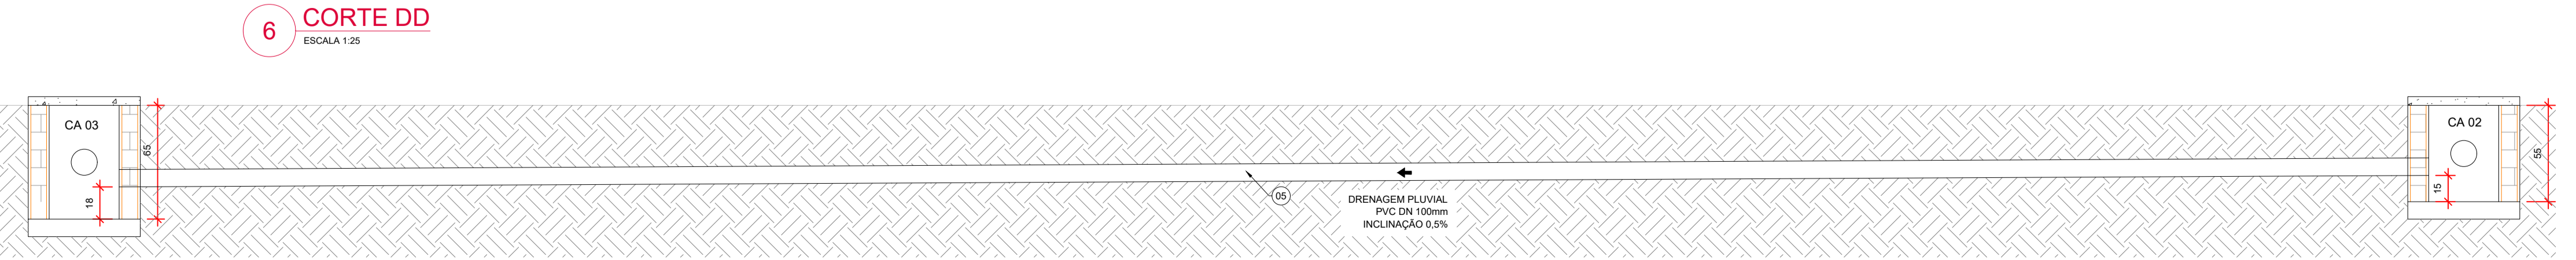 6
CORTE DD
ESCALA 1:25
CA 03
65
18
05
DRENAGEM PLUVIAL
PVC DN 100mm
INCLINAÇÃO 0,5%
CA 02
55
15